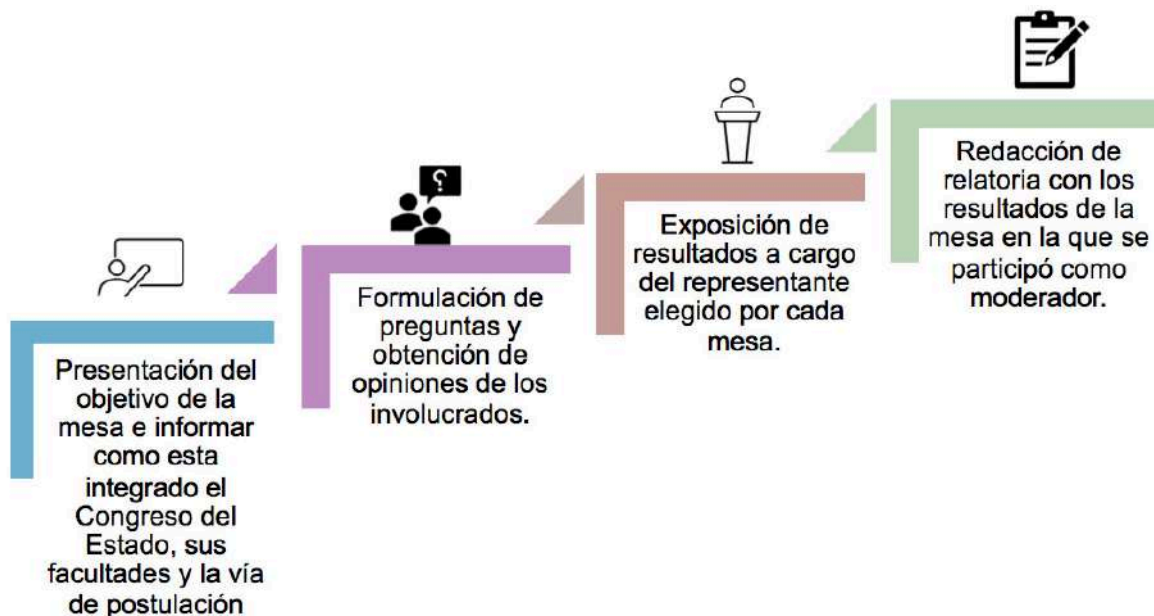 Presentación del
objetivo de la
mesa e informar
como esta
integrado el
Congreso del
Estado, sus
facultades y la vía
de postulación
?
Formulación de
preguntas y
obtención de
opiniones de los
involucrados.
Exposición de
resultados a cargo
del representante
elegido por cada
mesa.
Redacción de
relatoria con los
resultados de la
mesa en la que se
participó como
moderador.